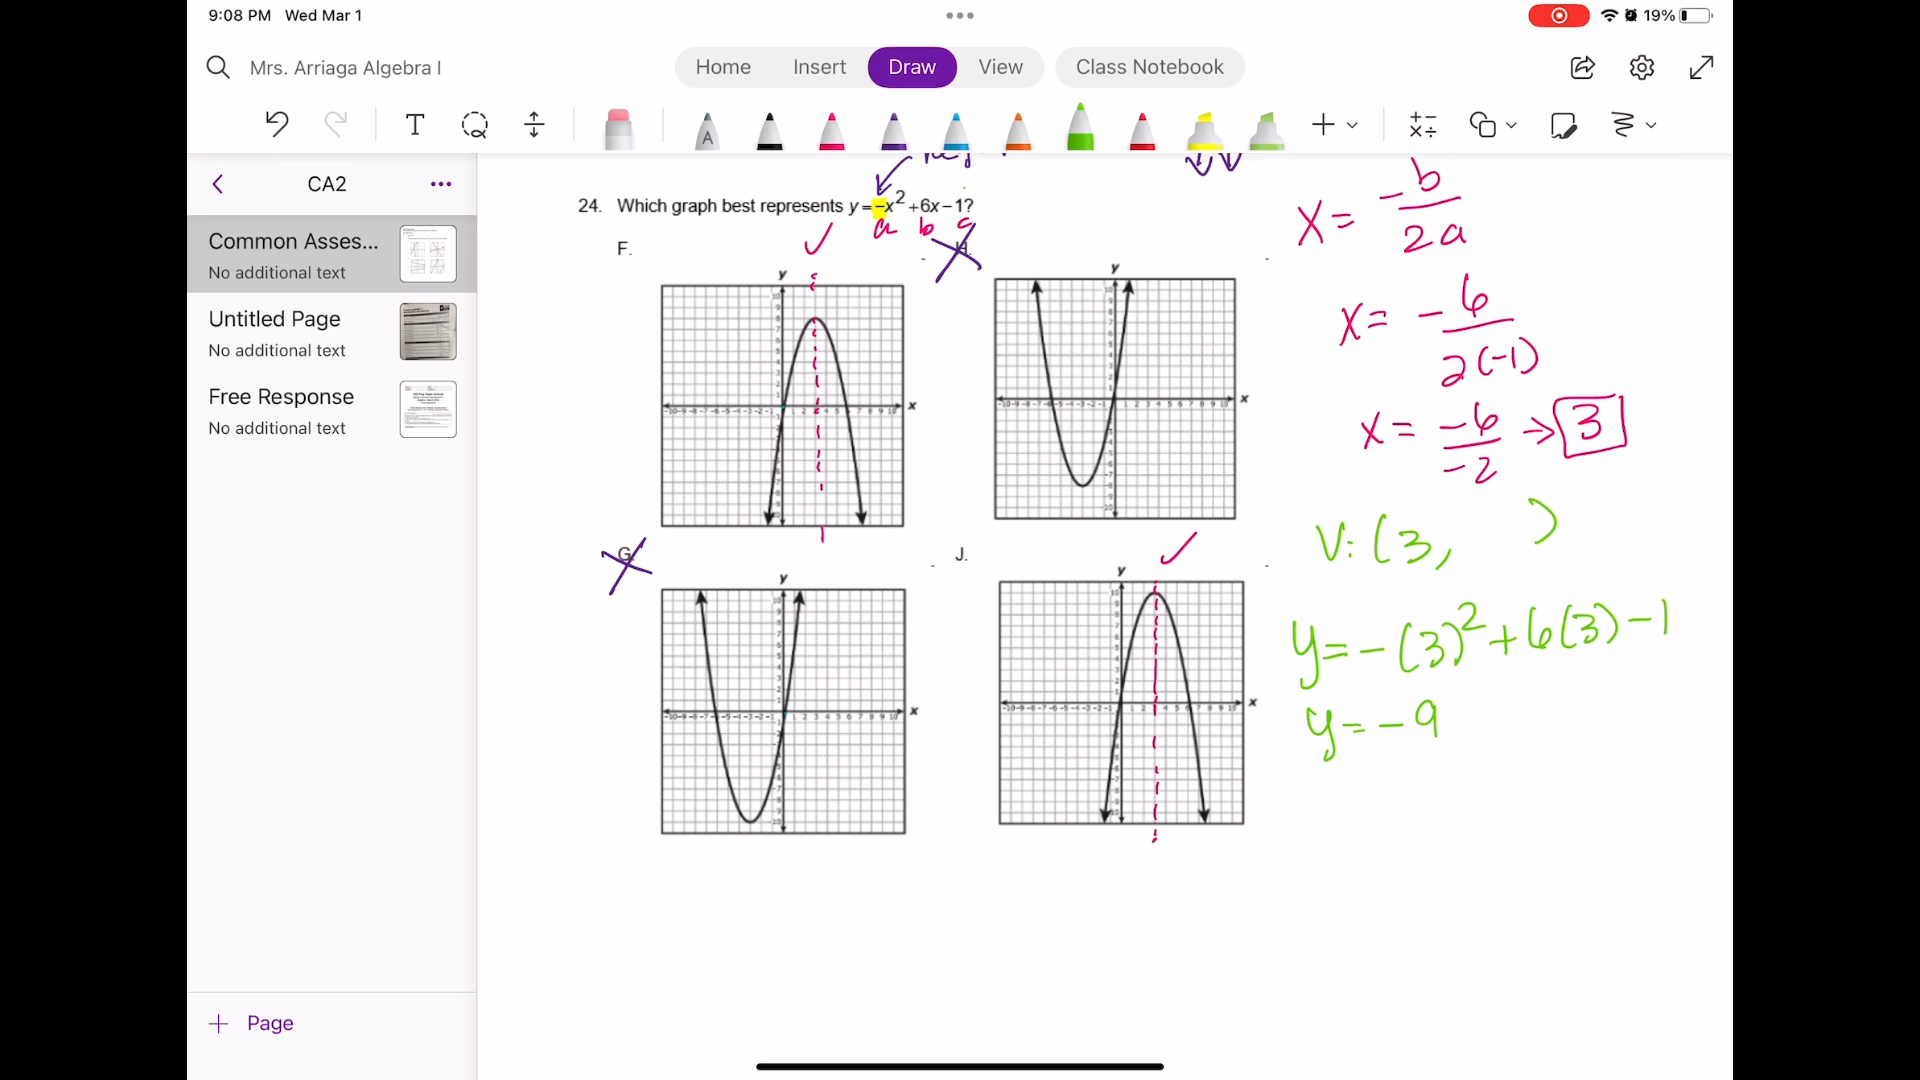 9:08 PM Wed Mar 1
19%
Mrs. Arriaga Algebra I
Home Insert Draw View Class Notebook
T A
CA2
Common Asses...
No additional text
Untitled Page
No additional text
Free Response
No additional text
+ Page
24. Which graph best represents y = -x² + 6x - 1?
a b c
F. H.
y
x
y
x
G. J.
y
x
y
x
x = -b/2a
x = -6/2(-1)
x = -6/-2 → 3
V: (3, )
y = -(3)² + 6(3) - 1
y = -9